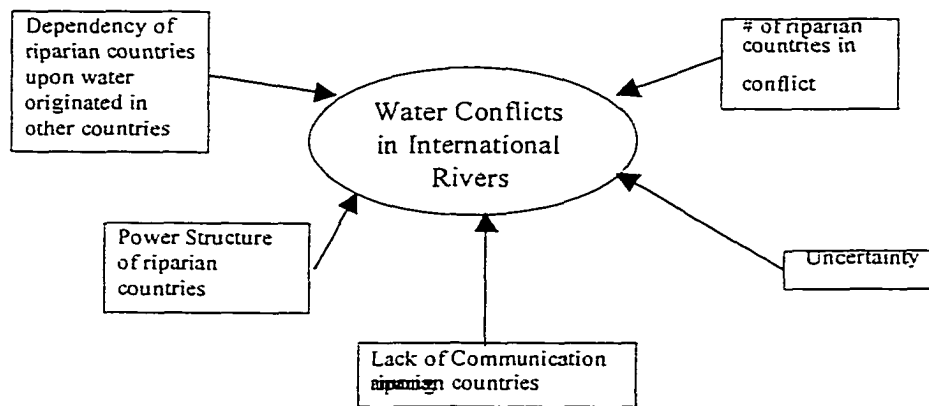 Dependency of
riparian countries
upon water
originated in
other countries
# of riparian
countries in
conflict
Water Conflicts
in International
Rivers
Power Structure
of riparian
countries
Uncertainty
Lack of Communication
countries